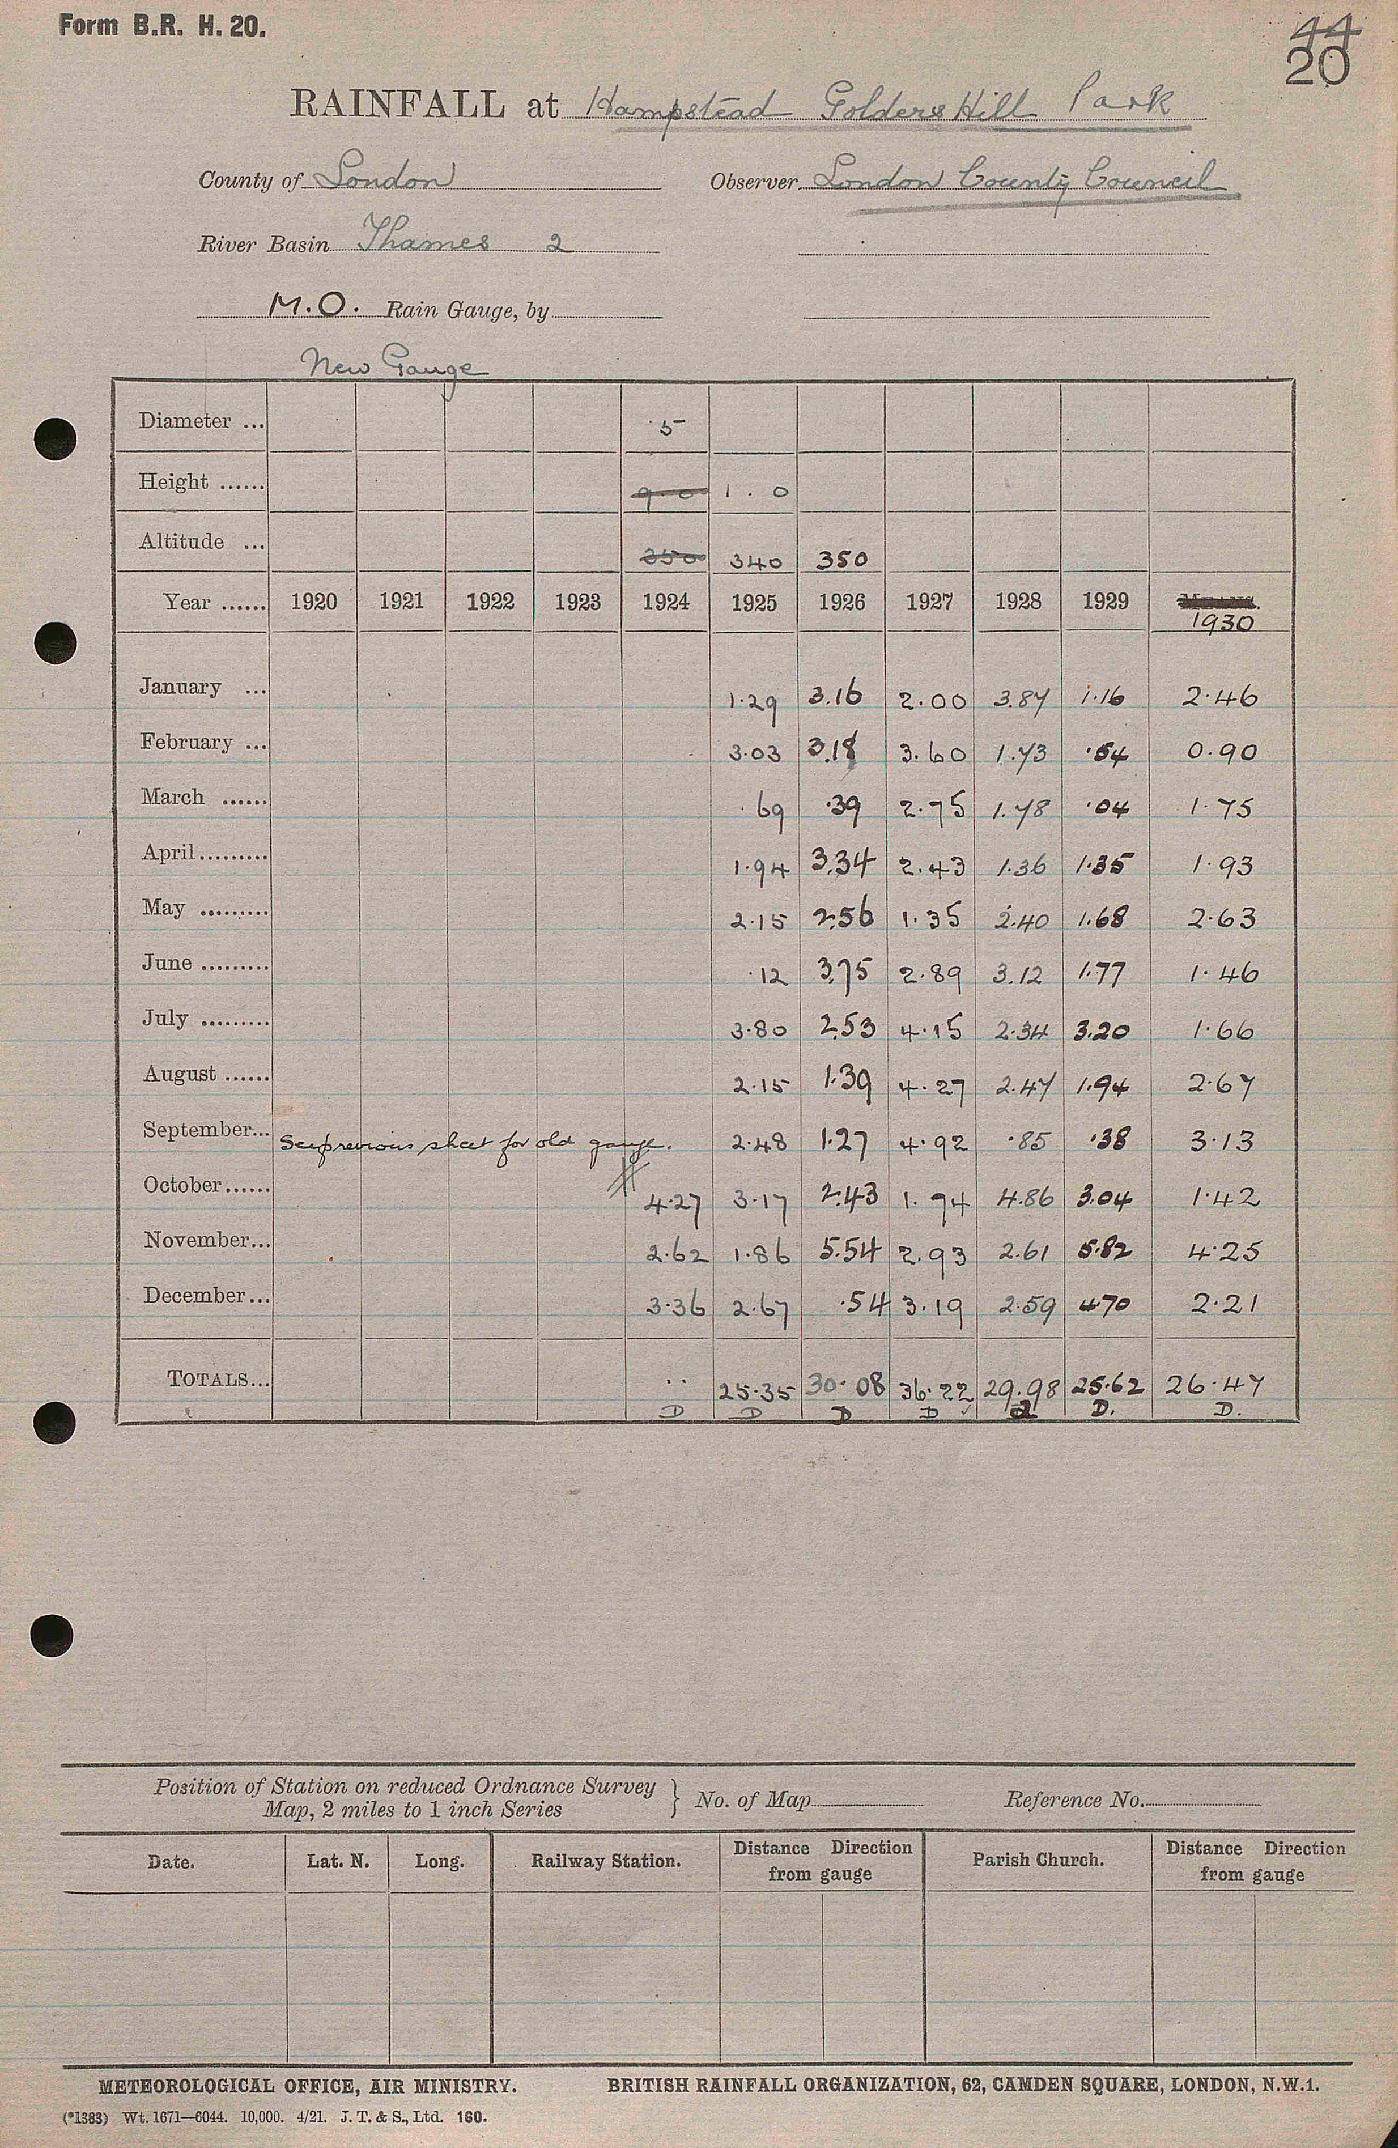 Form B.R. H. 20.
44
20
RAINFALL at Hampstead Golders Hill Park
County of London Observer London County Council
River Basin Thames 2
M.O. Rain Gauge, by
New Gauge
Diameter ... 5
Height ...... 9.0 1.0
Altitude ... 350 340 350
Year ...... 1920 1921 1922 1923 1924 1925 1926 1927 1928 1929 1930
January ... 1.29 3.16 2.00 3.87 1.16 2.46
February ... 3.03 3.18 3.60 1.73 .54 0.90
March ...... .69 .39 2.75 1.78 .04 1.75
April......... 1.94 3.34 2.43 1.36 1.35 1.93
May ......... 2.15 2.56 1.35 2.40 1.68 2.63
June ......... .12 3.75 2.89 3.12 1.77 1.46
July ......... 3.80 2.53 4.15 2.34 3.20 1.66
August ...... 2.15 1.39 4.27 2.47 1.94 2.67
September... See previous sheet for old gauge. 2.48 1.27 4.92 .85 .38 3.13
October...... 4.27 3.17 2.43 1.74 4.86 3.04 1.42
November... 2.62 1.86 5.54 2.93 2.61 5.82 4.25
December... 3.36 2.67 .54 3.19 2.59 4.70 2.21
TOTALS... .. 25.35 30.08 36.22 29.98 25.62 26.47
D D D D D. D.
Position of Station on reduced Ordnance Survey
Map, 2 miles to 1 inch Series } No. of Map Reference No.
Date. Lat. N. Long. Railway Station. Distance Direction from gauge Parish Church. Distance Direction from gauge
METEOROLOGICAL OFFICE, AIR MINISTRY. BRITISH RAINFALL ORGANIZATION, 62, CAMDEN SQUARE, LONDON, N.W.1.
(*1383) Wt. 1671—6044. 10,000. 4/21. J. T. & S., Ltd. 160.